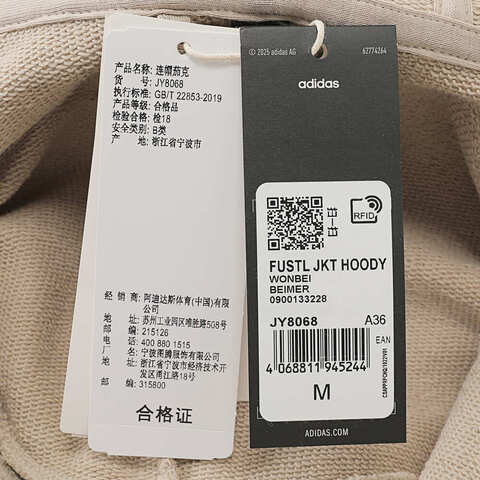 产品名称: 连帽茄克
货 号: JY8068
执行标准: GB/T 22853-2019
产品等级: 合格品
检验合格: 检18
安全类别: B类
产 地: 浙江省宁波市
经 销 商: 阿迪达斯体育(中国)有限
公司
地 址: 苏州工业园区唯胜路508号
邮 编: 215126
电 话: 400 880 1515
厂 名: 宁波图腾服饰有限公司
地 址: 浙江省宁波市经济技术开
发区甬江路18号
邮 编: 315800
合格证
© 2025 adidas AG 62774264
adidas
RFID
FUSTL JKT HOODY
WONBEI
BEIMER
0900133228
JY8068 A36
EAN
4 068811 945244
M
ADIDAS.COM